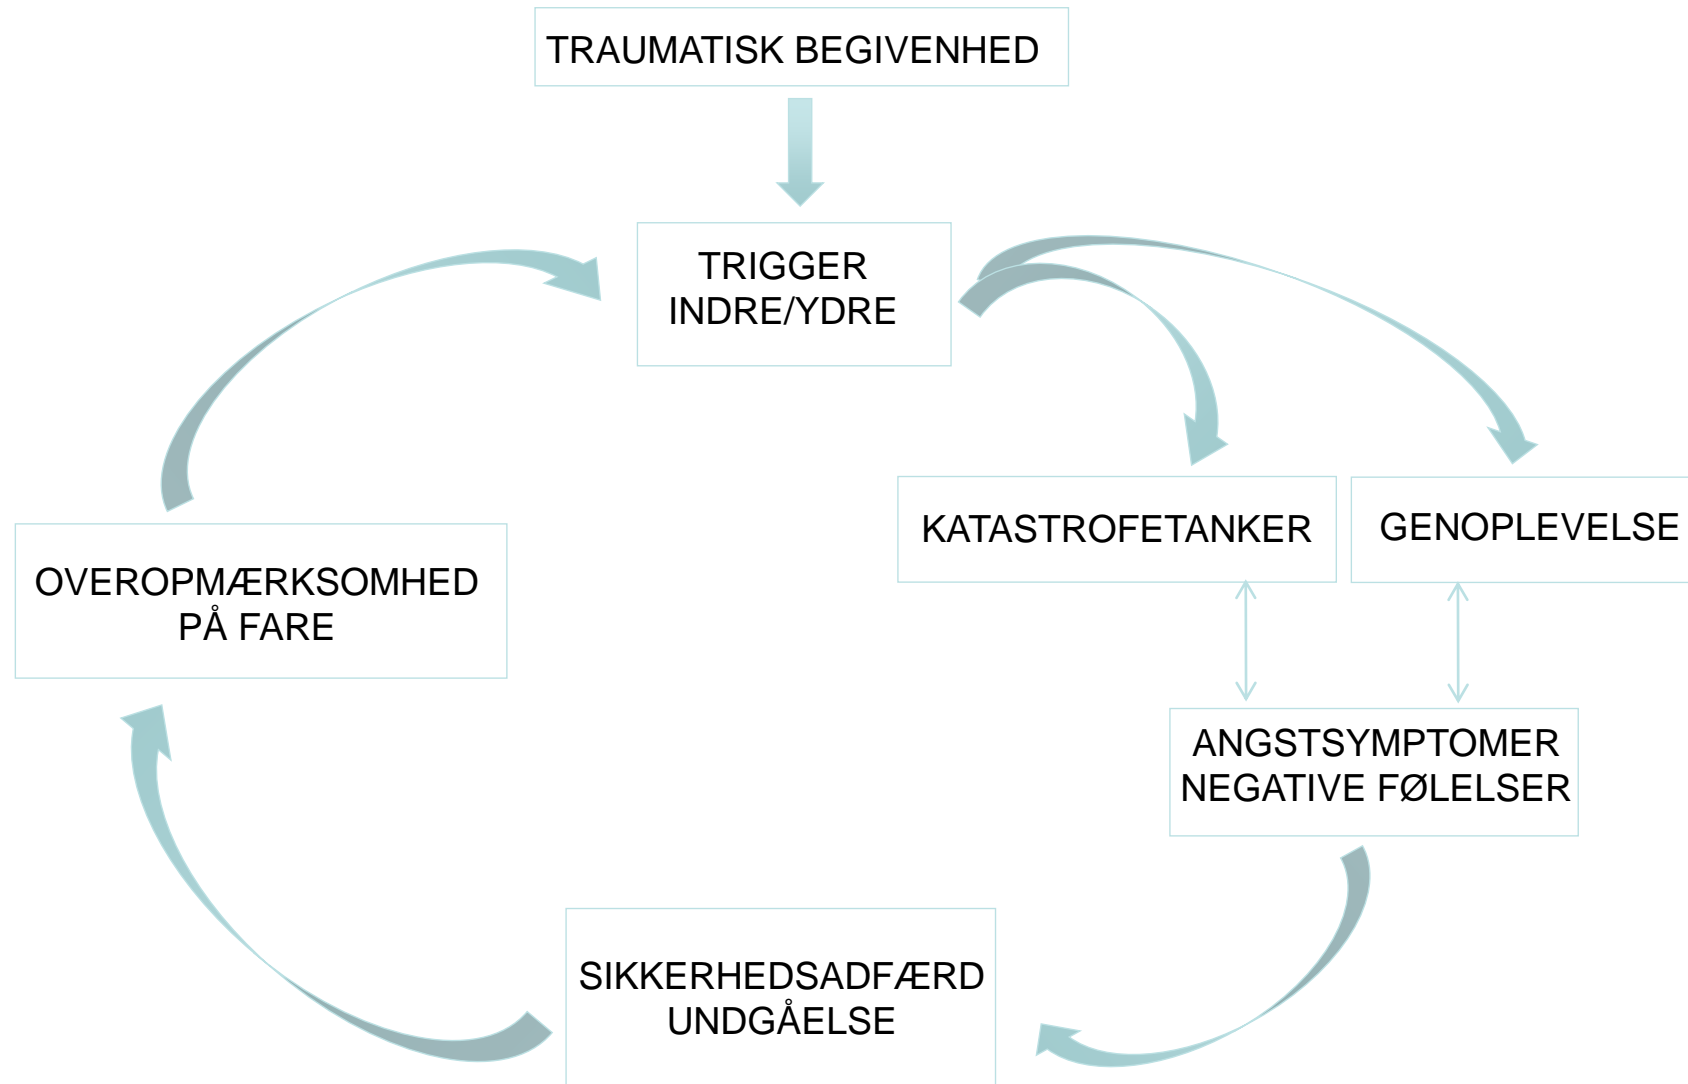 TRAUMATISK BEGIVENHED
TRIGGER
INDRE/YDRE
KATASTROFETANKER
GENOPLEVELSE
OVEROPMÆRKSOMHED
PÅ FARE
ANGSTSYMPTOMER
NEGATIVE FØLELSER
SIKKERHEDSADFÆRD
UNDGÅELSE